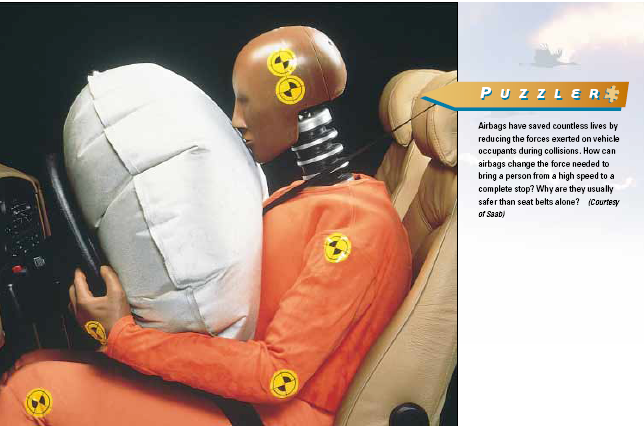 PUZZLER
Airbags have saved countless lives by
reducing the forces exerted on vehicle
occupants during collisions. How can
airbags change the force needed to
bring a person from a high speed to a
complete stop? Why are they usually
safer than seat belts alone? (Courtesy
of Saab)